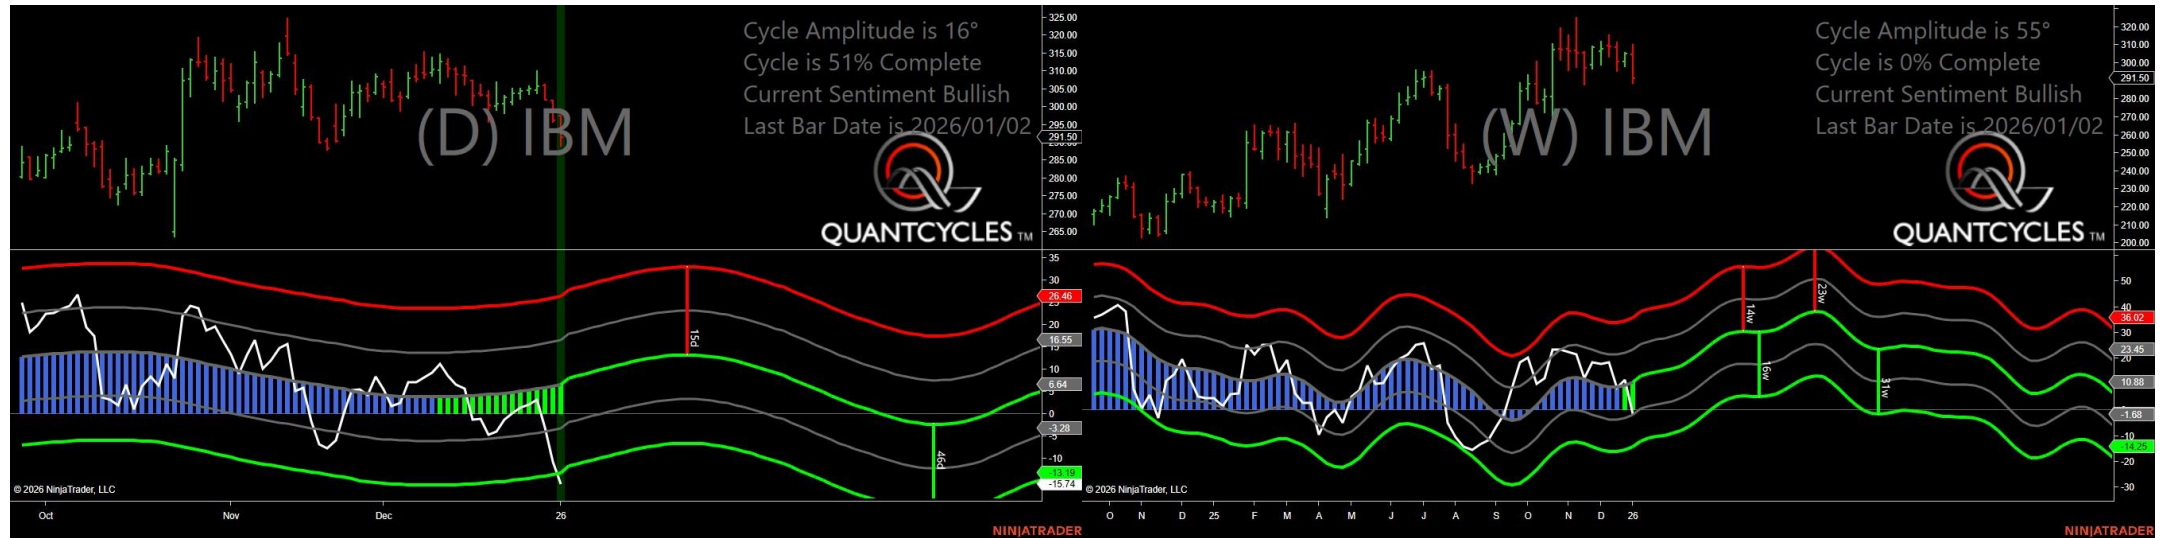 Cycle Amplitude is 16°
Cycle is 51% Complete
Current Sentiment Bullish
Last Bar Date is 2026/01/02
(D) IBM
QUANTCYCLES TM
325.00
320.00
315.00
310.00
305.00
300.00
295.00
291.50
285.00
280.00
275.00
270.00
265.00
35
30
26.46
20
16.55
10
6.64
0
-3.28
-5
-10
-13.19
-15.74
15d
46d
© 2026 NinjaTrader, LLC
Oct
Nov
Dec
26
NINJATRADER
Cycle Amplitude is 55°
Cycle is 0% Complete
Current Sentiment Bullish
Last Bar Date is 2026/01/02
(W) IBM
QUANTCYCLES TM
320.00
310.00
300.00
291.50
280.00
270.00
260.00
250.00
240.00
230.00
220.00
210.00
200.00
50
40
36.02
30
23.45
20
10.88
-1.68
-10
-14.25
-20
-30
14w
23w
16w
31w
© 2026 NinjaTrader, LLC
O N D 25 F M A M J J A S O N D 26
NINJATRADER